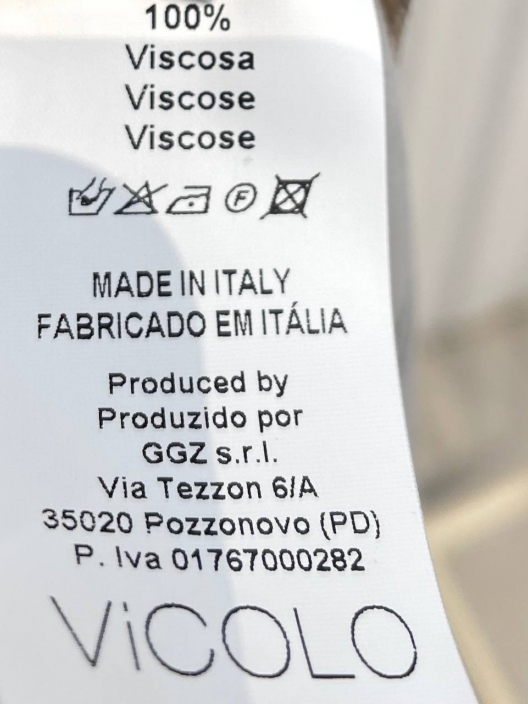 100%
Viscosa
Viscose
Viscose
F
MADE IN ITALY
FABRICADO EM ITÁLIA
Produced by
Produzido por
GGZ s.r.l.
Via Tezzon 6/A
35020 Pozzonovo (PD)
P. Iva 01767000282
ViCOLO